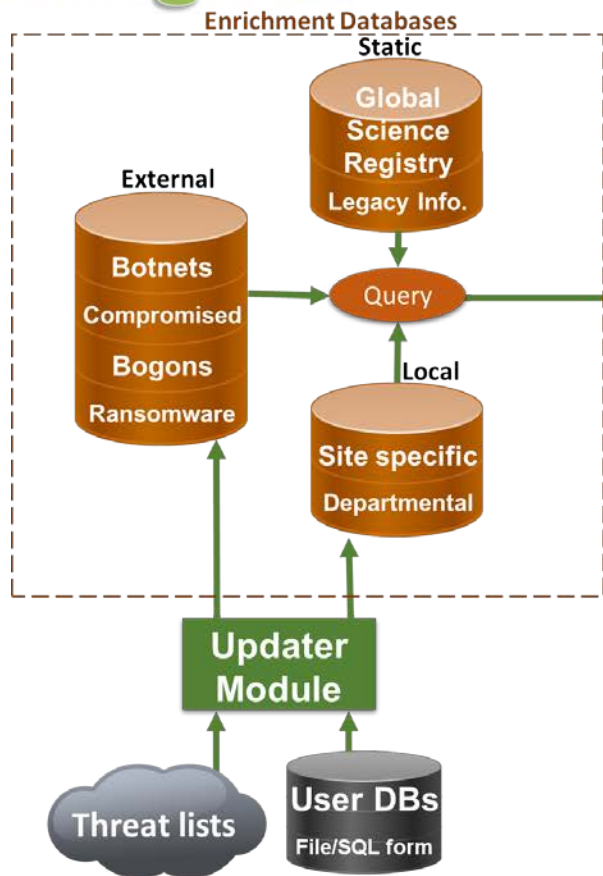 Enrichment Databases
Static
Global
Science
Registry
Legacy Info.
External
Botnets
Compromised
Bogons
Ransomware
Query
Local
Site specific
Departmental
Updater
Module
Threat lists
User DBs
File/SQL form